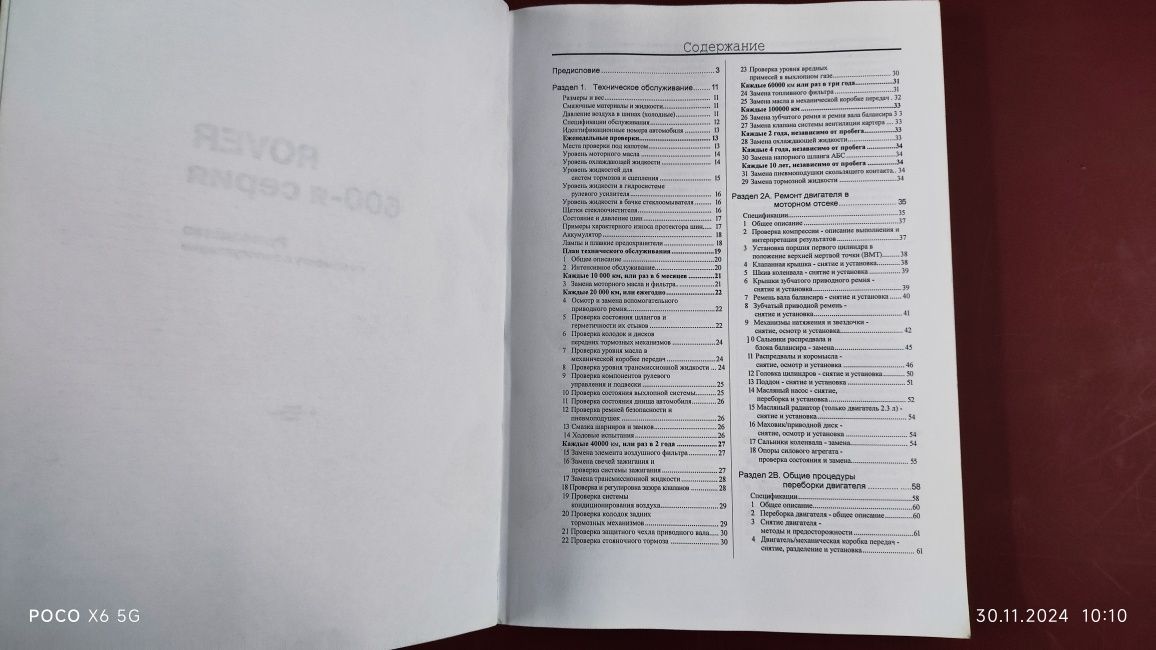 ROVER
600-я серия
Содержание
Предисловие 3
Раздел 1. Техническое обслуживание 11
Размеры и вес 11
Смазочные материалы и жидкости 11
Давление воздуха в шинах (холодные) 11
Спецификации обслуживания 12
Идентификационные номера автомобиля 13
Еженедельные проверки 13
Места проверки под капотом 13
Уровень моторного масла 14
Уровень охлаждающей жидкости 14
Уровень жидкостей для
систем тормозов и сцепления 15
Уровень жидкости в гидросистеме
рулевого усилителя 16
Уровень жидкости в бачке стеклоомывателя 16
Щетки стеклоочистителя 16
Состояние и давление шин 17
Примеры характерного износа протектора шин 17
Аккумулятор 18
Лампы и плавкие предохранители 18
План технического обслуживания 19
1 Общее описание 20
2 Интенсивное обслуживание 20
Каждые 10 000 км, или раз в 6 месяцев 21
3 Замена моторного масла и фильтра 21
Каждые 20 000 км, или ежегодно 22
4 Осмотр и замена вспомогательного
приводного ремня 22
5 Проверка состояния шлангов и
герметичности их стыков 22
6 Проверка колодок и дисков
передних тормозных механизмов 24
7 Проверка уровня масла в
механической коробке передач 24
8 Проверка уровня трансмиссионной жидкости 24
9 Проверка компонентов рулевого
управления и подвески 25
10 Проверка состояния выхлопной системы 25
11 Проверка состояния днища автомобиля 26
12 Проверка ремней безопасности и
пневмоподушек 26
13 Смазка шарниров и замков 26
14 Ходовые испытания 26
Каждые 40000 км, или раз в 2 года 27
15 Замена элемента воздушного фильтра 27
16 Замена свечей зажигания и
проверка системы зажигания 27
17 Замена трансмиссионной жидкости 28
18 Проверка и регулировка зазора клапанов 28
19 Проверка системы
кондиционирования воздуха 29
20 Проверка колодок задних
тормозных механизмов 29
21 Проверка защитного чехла приводного вала 30
22 Проверка стояночного тормоза 30
23 Проверка уровня вредных
примесей в выхлопном газе 30
Каждые 60000 км или раз в три года 31
24 Замена топливного фильтра 31
25 Замена масла в механической коробке передач 32
Каждые 100000 км 33
26 Замена зубчатого ремня и ремня вала балансира 3 3
27 Замена клапана системы вентиляции картера 33
Каждые 2 года, независимо от пробега 33
28 Замена охлаждающей жидкости 33
Каждые 4 года, независимо от пробега 34
30 Замена напорного шланга АБС 34
Каждые 10 лет, независимо от пробега 34
31 Замена пневмоподушки скользящего контакта 34
29 Замена тормозной жидкости 34
Раздел 2А. Ремонт двигателя в
моторном отсеке 35
Спецификации 35
1 Общее описание 37
2 Проверка компрессии - описание выполнения и
интерпретация результатов 37
3 Установка поршня первого цилиндра в
положение верхней мертвой точки (ВМТ) 38
4 Клапанная крышка - снятие и установка 38
5 Шкив коленвала - снятие и установка 39
6 Крышки зубчатого приводного ремня -
снятие и установка 39
7 Ремень вала балансира - снятие и установка 40
8 Зубчатый приводной ремень -
снятие и установка 41
9 Механизмы натяжения и звездочки -
снятие, осмотр и установка 42
] 0 Сальники распредвала и
блока балансира - замена 45
11 Распредвалы и коромысла -
снятие, осмотр и установка 46
12 Головка цилиндров - снятие и установка 50
13 Поддон - снятие и установка 51
14 Масляный насос - снятие,
переборка и установка 52
15 Масляный радиатор (только двигатель 2.3 л) -
снятие и установка 54
16 Маховик/приводной диск -
снятие, осмотр и установка 54
17 Сальники коленвала - замена 54
18 Опоры силового агрегата -
проверка состояния и замена 55
Раздел 2В. Общие процедуры
переборки двигателя 58
Спецификации 58
1 Общее описание 60
2 Переборка двигателя - общее описание 60
3 Снятие двигателя -
методы и предосторожности 61
4 Двигатель/механическая коробка передач -
снятие, разделение и установка 61
POCO X6 5G
30.11.2024 10:10